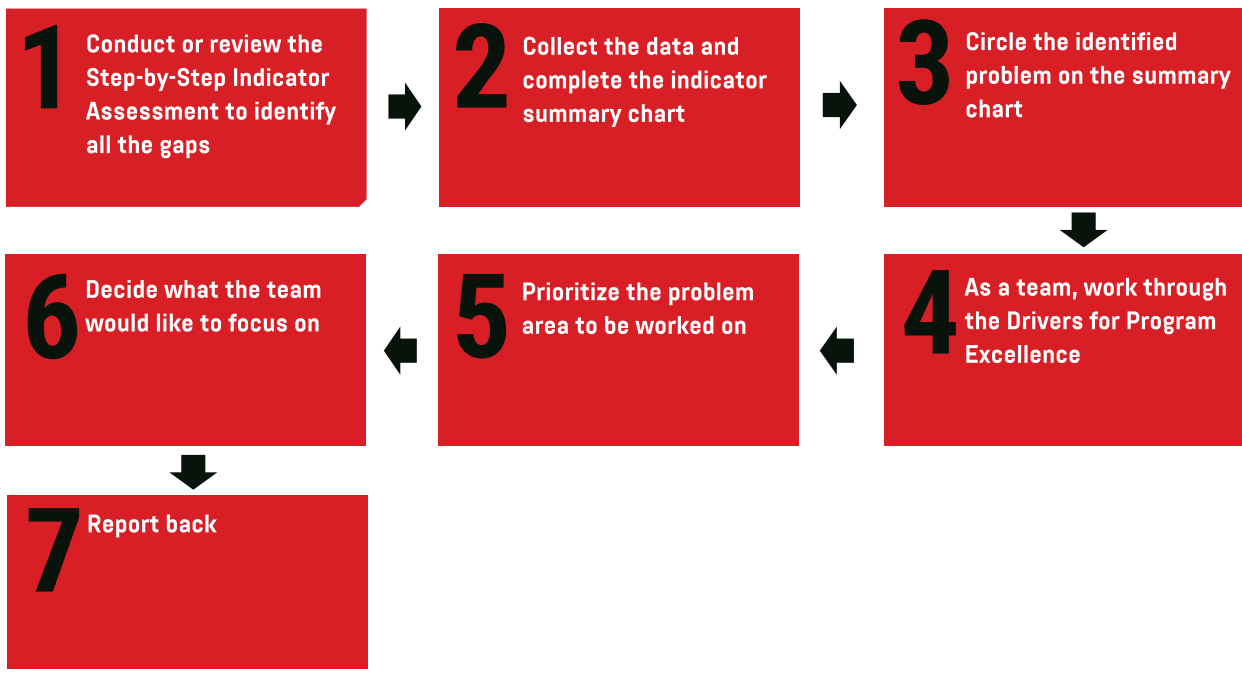 1
Conduct or review the
Step-by-Step Indicator
Assessment to identify
all the gaps
2
Collect the data and
complete the indicator
summary chart
3
Circle the identified
problem on the summary
chart
4
As a team, work through
the Drivers for Program
Excellence
5
Prioritize the problem
area to be worked on
6
Decide what the team
would like to focus on
7
Report back